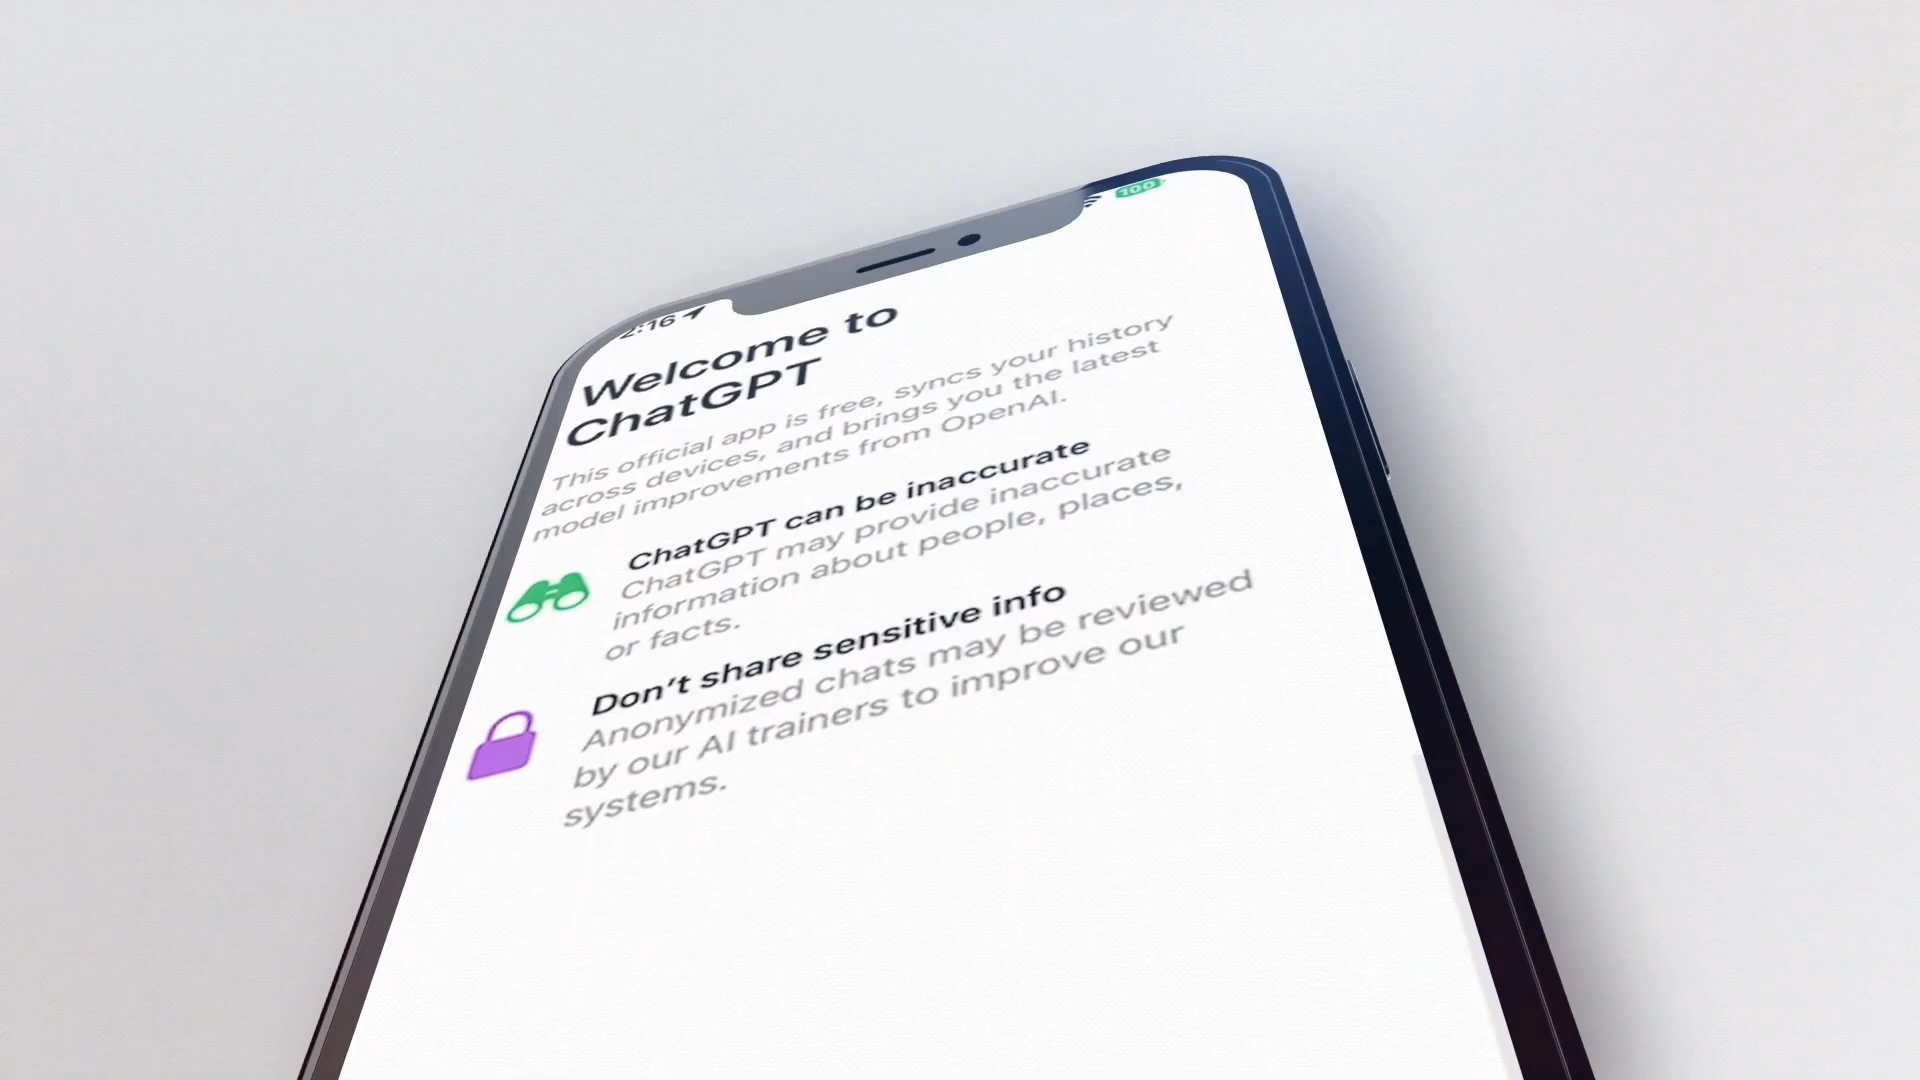 2:16
100
Welcome to
ChatGPT
This official app is free, syncs your history
across devices, and brings you the latest
model improvements from OpenAI.
ChatGPT can be inaccurate
ChatGPT may provide inaccurate
information about people, places,
or facts.
Don’t share sensitive info
Anonymized chats may be reviewed
by our AI trainers to improve our
systems.